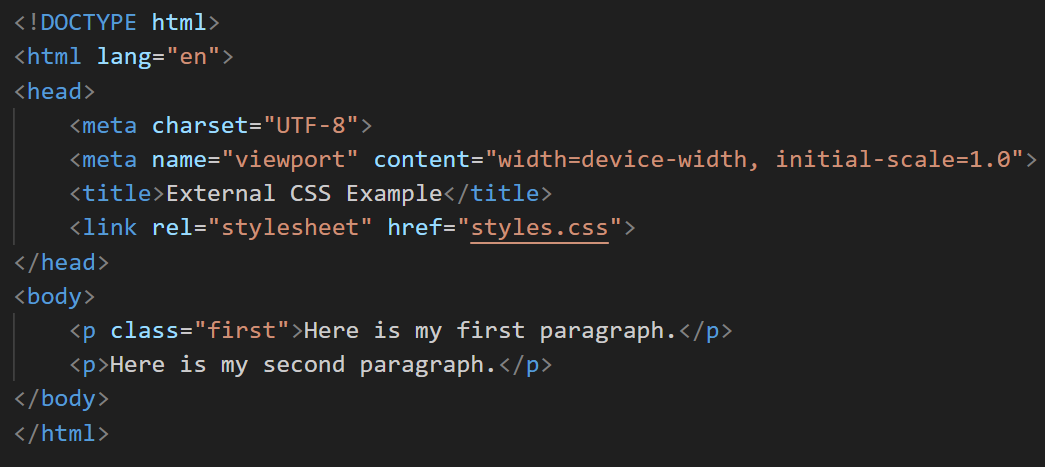 <!DOCTYPE html>
<html lang="en">
<head>
    <meta charset="UTF-8">
    <meta name="viewport" content="width=device-width, initial-scale=1.0">
    <title>External CSS Example</title>
    <link rel="stylesheet" href="styles.css">
</head>
<body>
    <p class="first">Here is my first paragraph.</p>
    <p>Here is my second paragraph.</p>
</body>
</html>